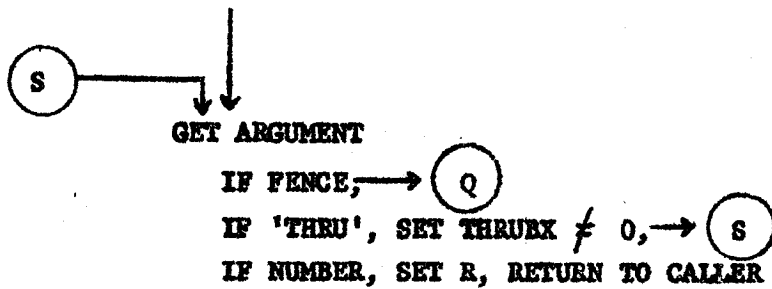 S
GET ARGUMENT
IF FENCE, → Q
IF 'THRU', SET THRUBX ≠ 0, → S
IF NUMBER, SET R, RETURN TO CALLER